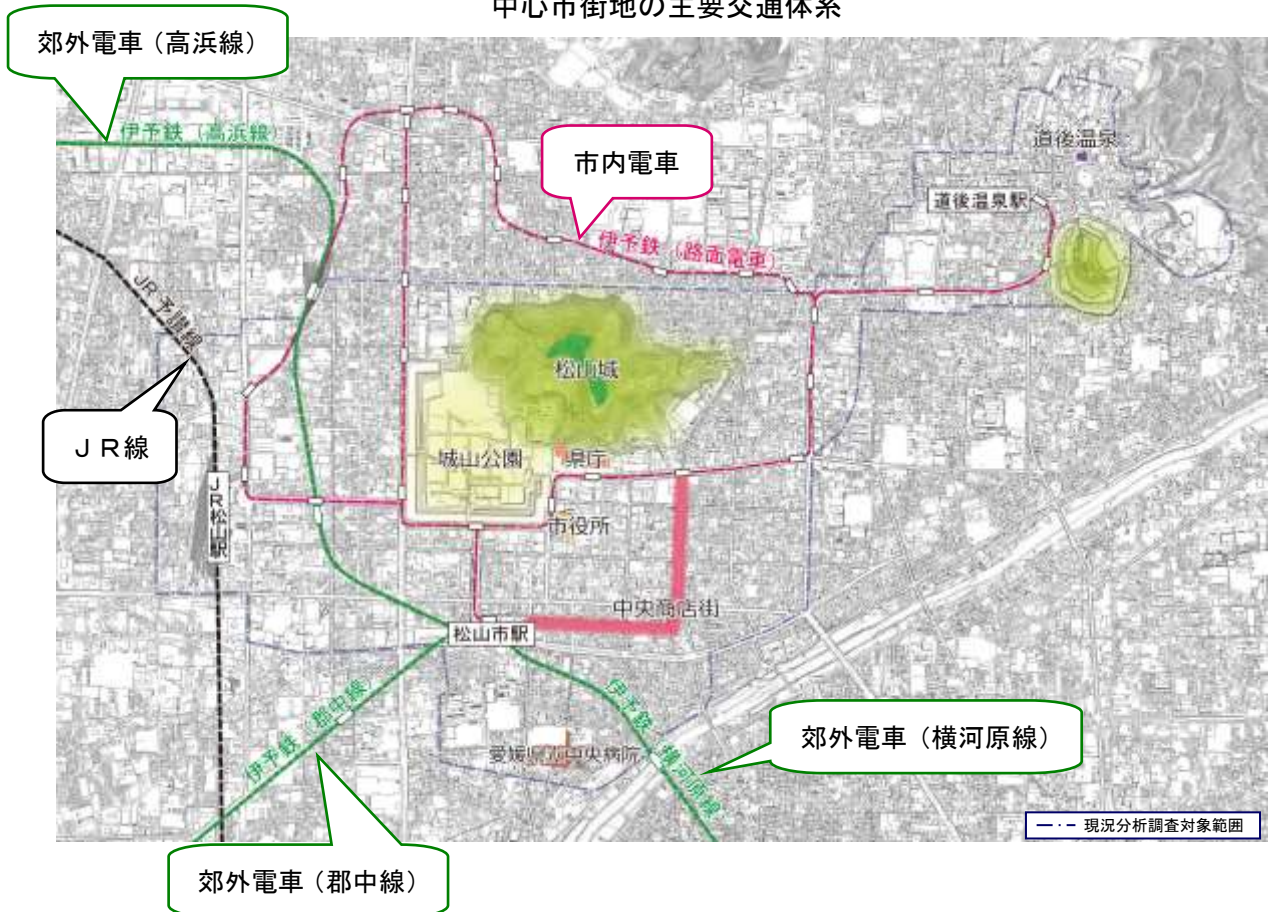 中心市街地の主要交通体系
郊外電車（高浜線）
伊予鉄（高浜線）
市内電車
道後温泉
道後温泉駅
伊予鉄（路面電車）
JR予讃線
松山城
ＪＲ線
城山公園
県庁
JR松山駅
市役所
中央商店街
松山市駅
伊予鉄（郡中線）
伊予鉄（横河原線）
郊外電車（横河原線）
愛媛県立中央病院
現況分析調査対象範囲
郊外電車（郡中線）